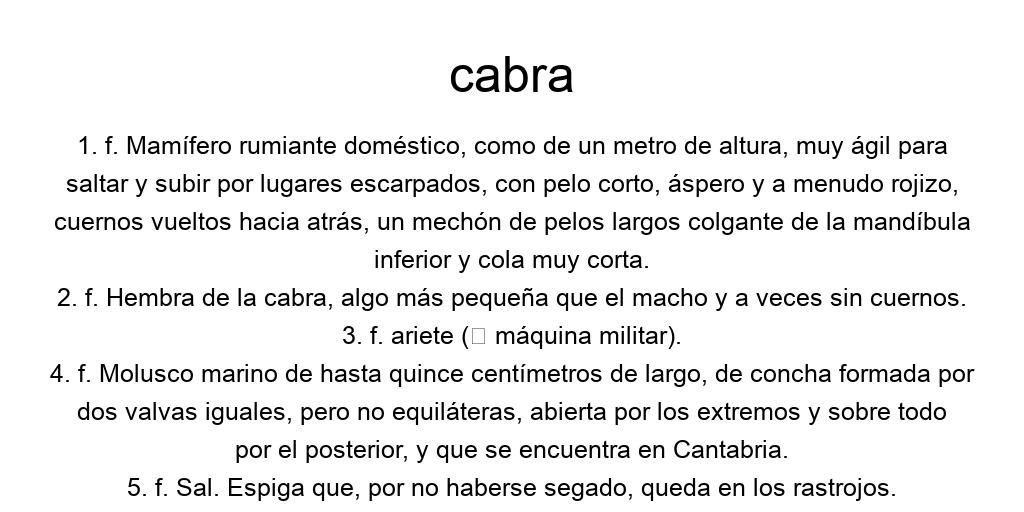 cabra
1. f. Mamífero rumiante doméstico, como de un metro de altura, muy ágil para
saltar y subir por lugares escarpados, con pelo corto, áspero y a menudo rojizo,
cuernos vueltos hacia atrás, un mechón de pelos largos colgante de la mandíbula
inferior y cola muy corta.
2. f. Hembra de la cabra, algo más pequeña que el macho y a veces sin cuernos.
3. f. ariete (□ máquina militar).
4. f. Molusco marino de hasta quince centímetros de largo, de concha formada por
dos valvas iguales, pero no equiláteras, abierta por los extremos y sobre todo
por el posterior, y que se encuentra en Cantabria.
5. f. Sal. Espiga que, por no haberse segado, queda en los rastrojos.